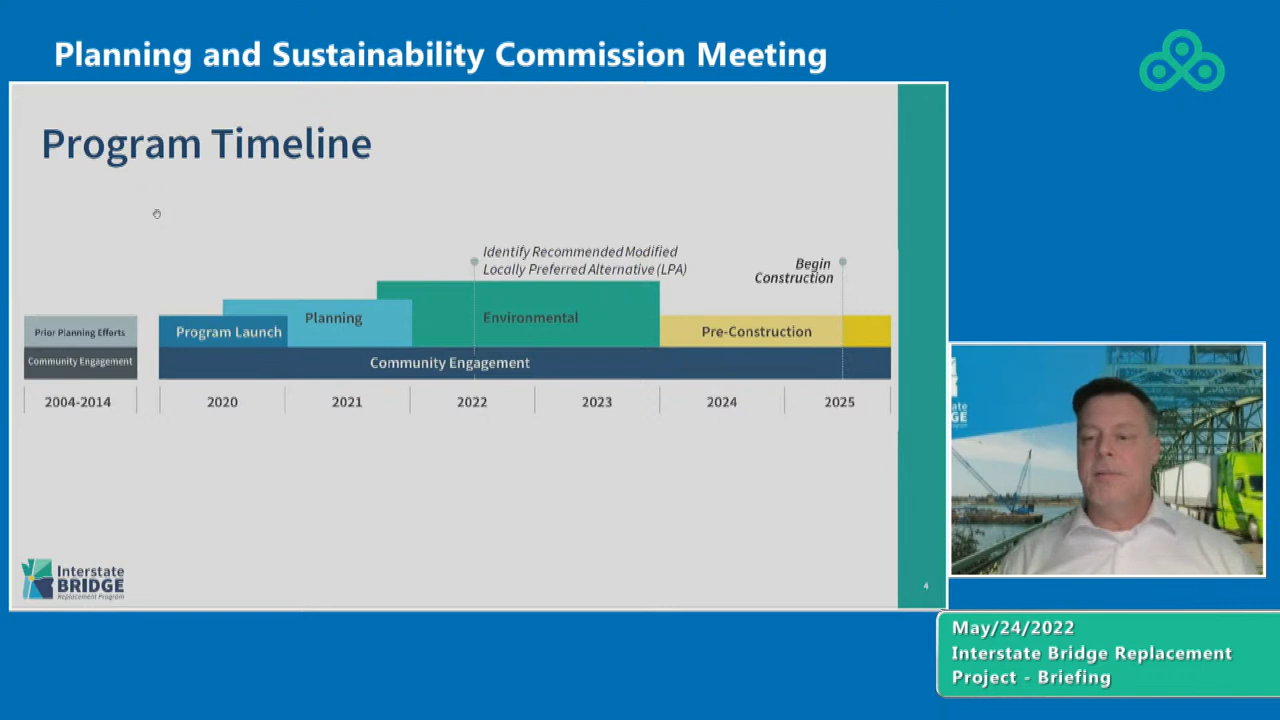 Planning and Sustainability Commission Meeting
Program Timeline
Identify Recommended Modified
Locally Preferred Alternative (LPA)
Begin
Construction
Prior Planning Efforts
Program Launch
Planning
Environmental
Pre-Construction
Community Engagement
Community Engagement
2004-2014
2020
2021
2022
2023
2024
2025
Interstate
BRIDGE
Replacement Program
4
May/24/2022
Interstate Bridge Replacement
Project - Briefing